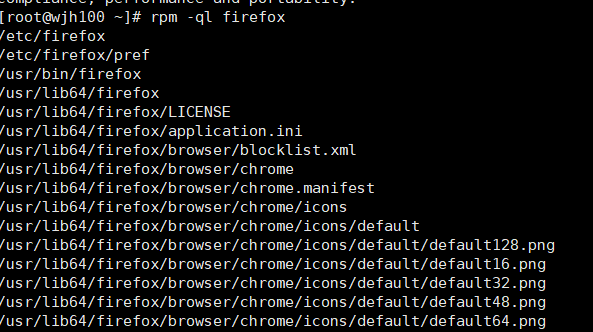 compliance, performance and portability.
[root@wjh100 ~]# rpm -ql firefox
/etc/firefox
/etc/firefox/pref
/usr/bin/firefox
/usr/lib64/firefox
/usr/lib64/firefox/LICENSE
/usr/lib64/firefox/application.ini
/usr/lib64/firefox/browser/blocklist.xml
/usr/lib64/firefox/browser/chrome
/usr/lib64/firefox/browser/chrome.manifest
/usr/lib64/firefox/browser/chrome/icons
/usr/lib64/firefox/browser/chrome/icons/default
/usr/lib64/firefox/browser/chrome/icons/default/default128.png
/usr/lib64/firefox/browser/chrome/icons/default/default16.png
/usr/lib64/firefox/browser/chrome/icons/default/default32.png
/usr/lib64/firefox/browser/chrome/icons/default/default48.png
/usr/lib64/firefox/browser/chrome/icons/default/default64.png